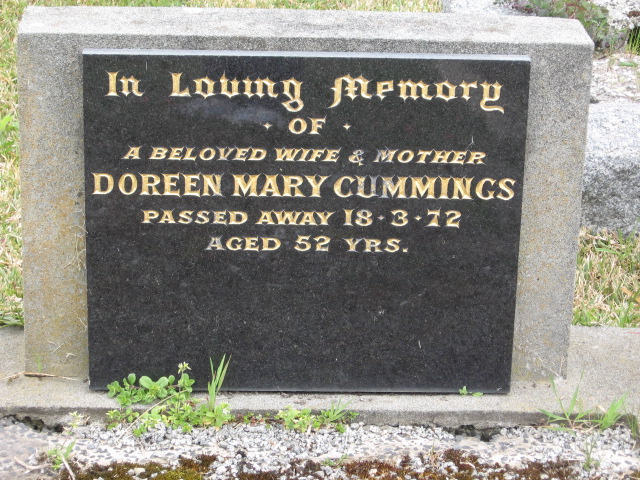 In Loving Memory
· OF ·
A BELOVED WIFE & MOTHER
DOREEN MARY CUMMINGS
PASSED AWAY 18·3·72
AGED 52 YRS.